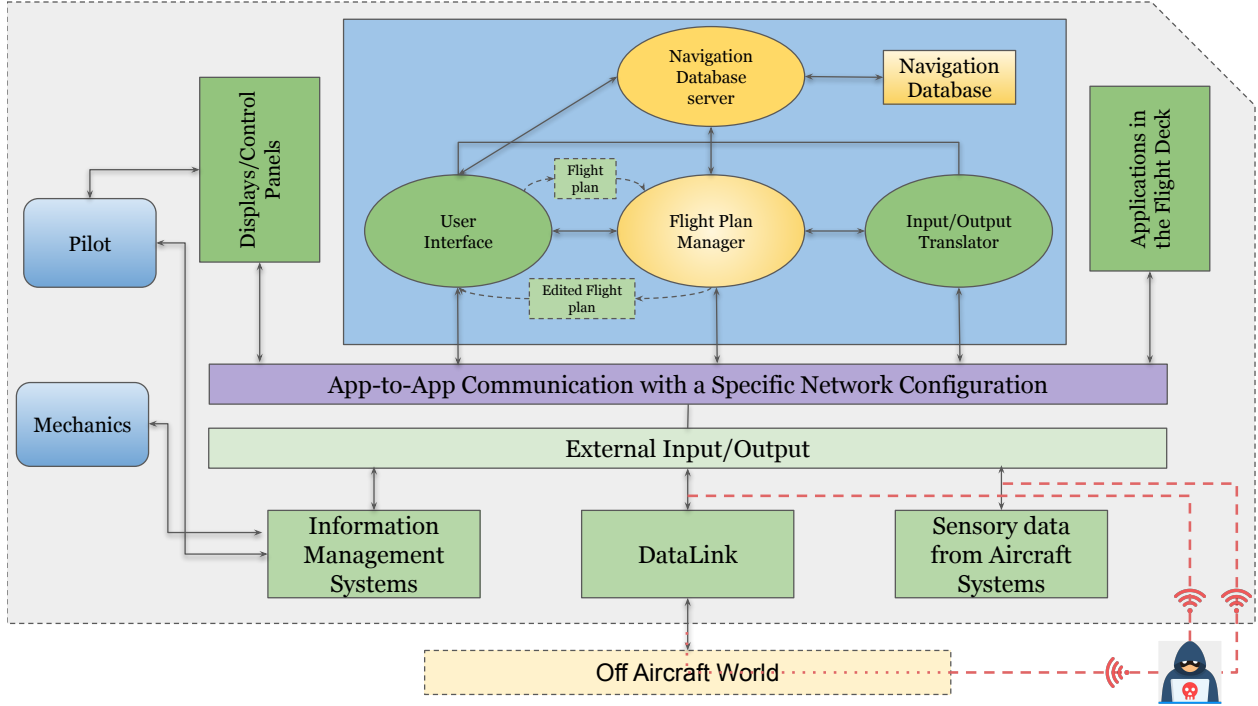 Navigation
Database
server
Navigation
Database
Displays/Control
Panels
Applications in
the Flight Deck
Flight
plan
Pilot
User
Interface
Flight Plan
Manager
Input/Output
Translator
Edited Flight
plan
App-to-App Communication with a Specific Network Configuration
Mechanics
External Input/Output
Information
Management
Systems
DataLink
Sensory data
from Aircraft
Systems
Off Aircraft World